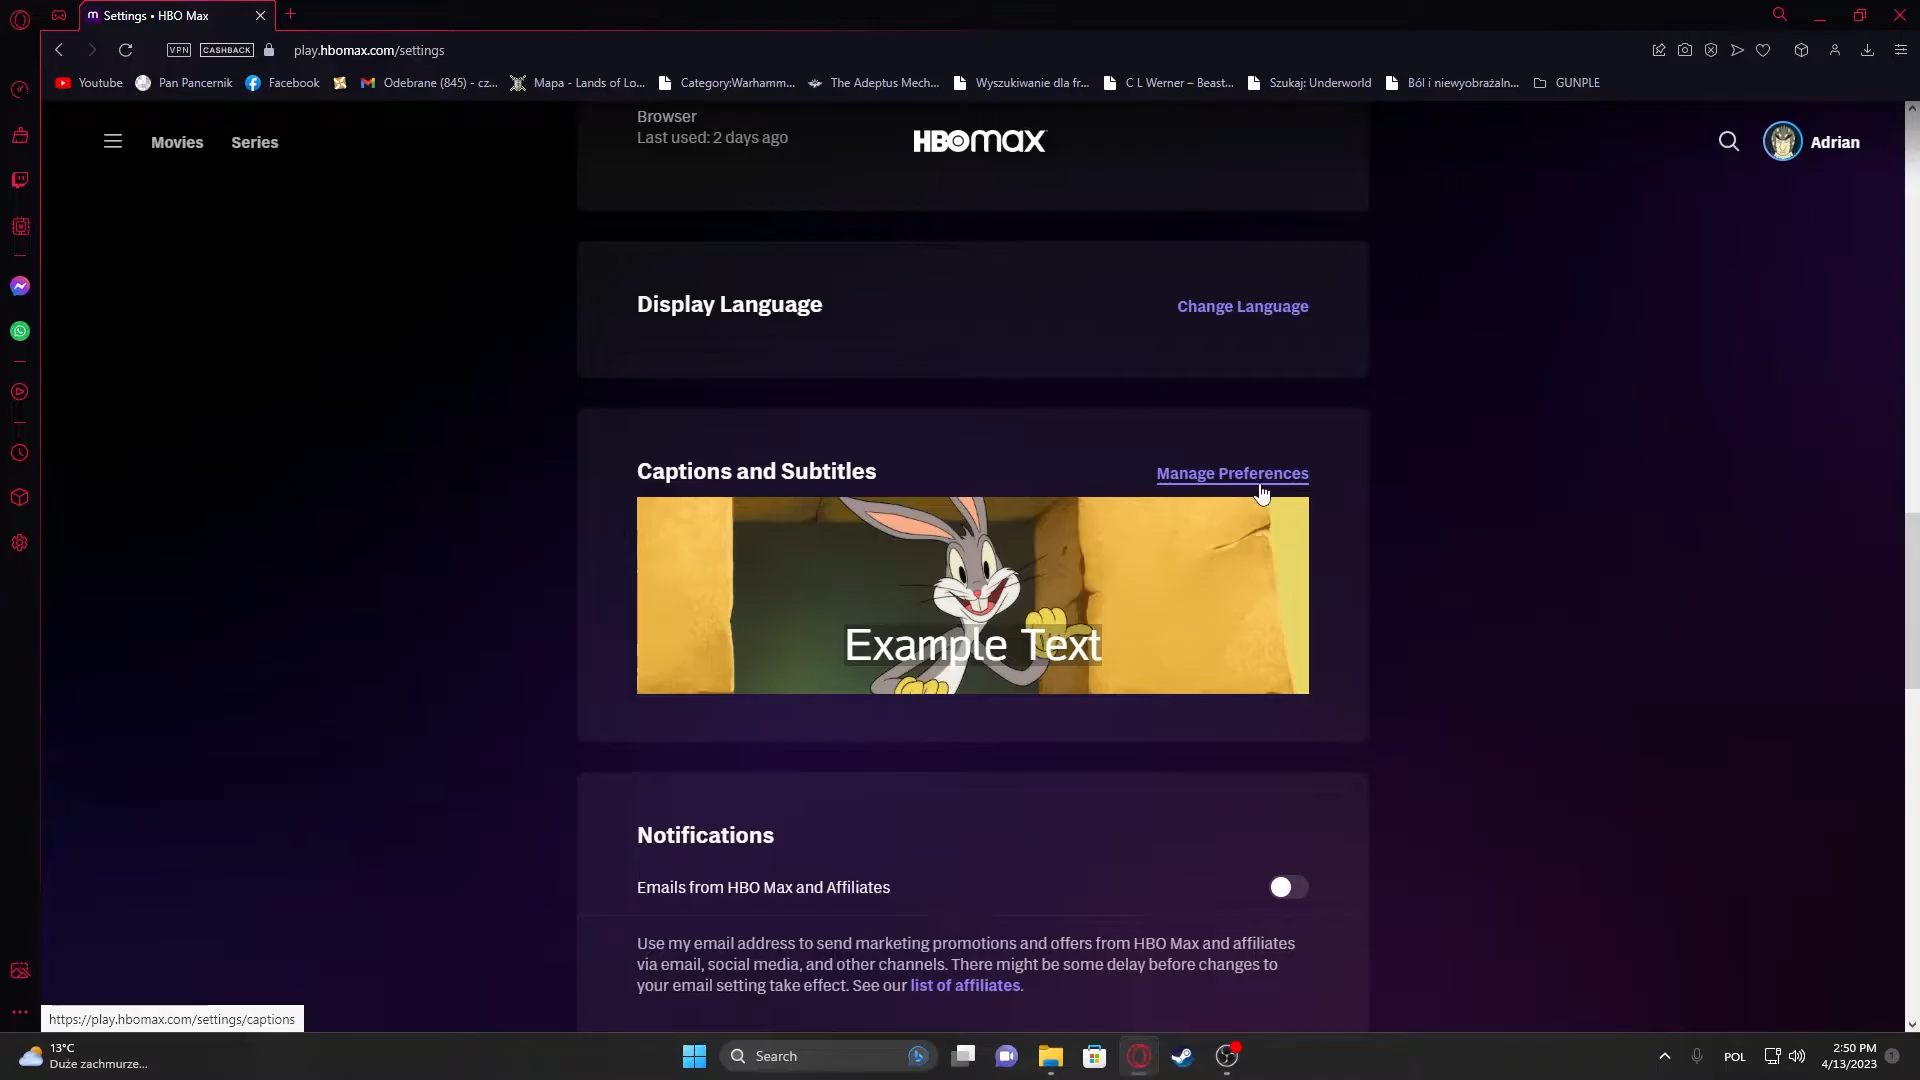 Settings • HBO Max
VPN CASHBACK play.hbomax.com/settings
Youtube Pan Pancernik Facebook Odebrane (845) - cz... Mapa - Lands of Lo... Category:Warhamm... The Adeptus Mech... Wyszukiwanie dla fr... C L Werner – Beast... Szukaj: Underworld Ból i niewyobrażaln... GUNPLE
Browser
Last used: 2 days ago
Movies Series HBOMAX Adrian
Display Language Change Language
Captions and Subtitles Manage Preferences
Example Text
Notifications
Emails from HBO Max and Affiliates
Use my email address to send marketing promotions and offers from HBO Max and affiliates
via email, social media, and other channels. There might be some delay before changes to
your email setting take effect. See our list of affiliates.
https://play.hbomax.com/settings/captions
13°C
Duże zachmurze...
Search
POL
2:50 PM
4/13/2023
1